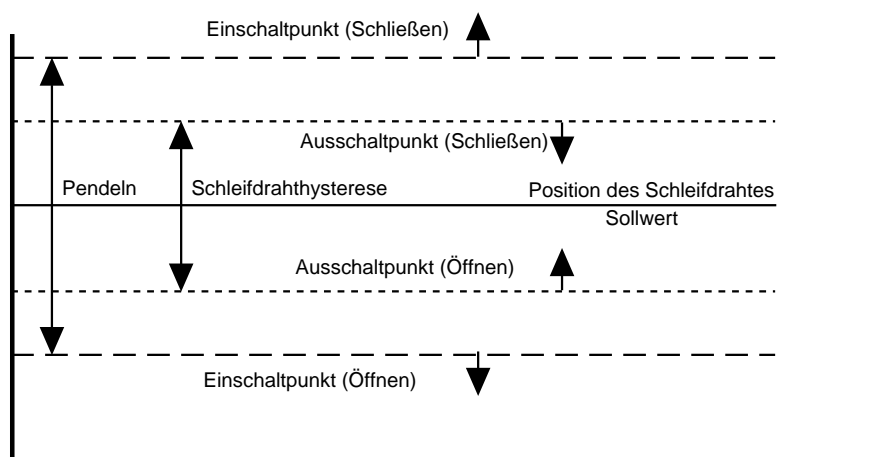 Einschaltpunkt (Schließen)
Ausschaltpunkt (Schließen)
Pendeln
Schleifdrahthysterese
Position des Schleifdrahtes
Sollwert
Ausschaltpunkt (Öffnen)
Einschaltpunkt (Öffnen)